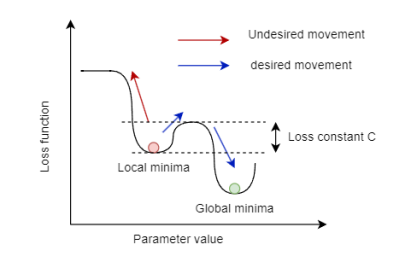 Undesired movement
desired movement
Loss function
Loss constant C
Local minima
Global minima
Parameter value